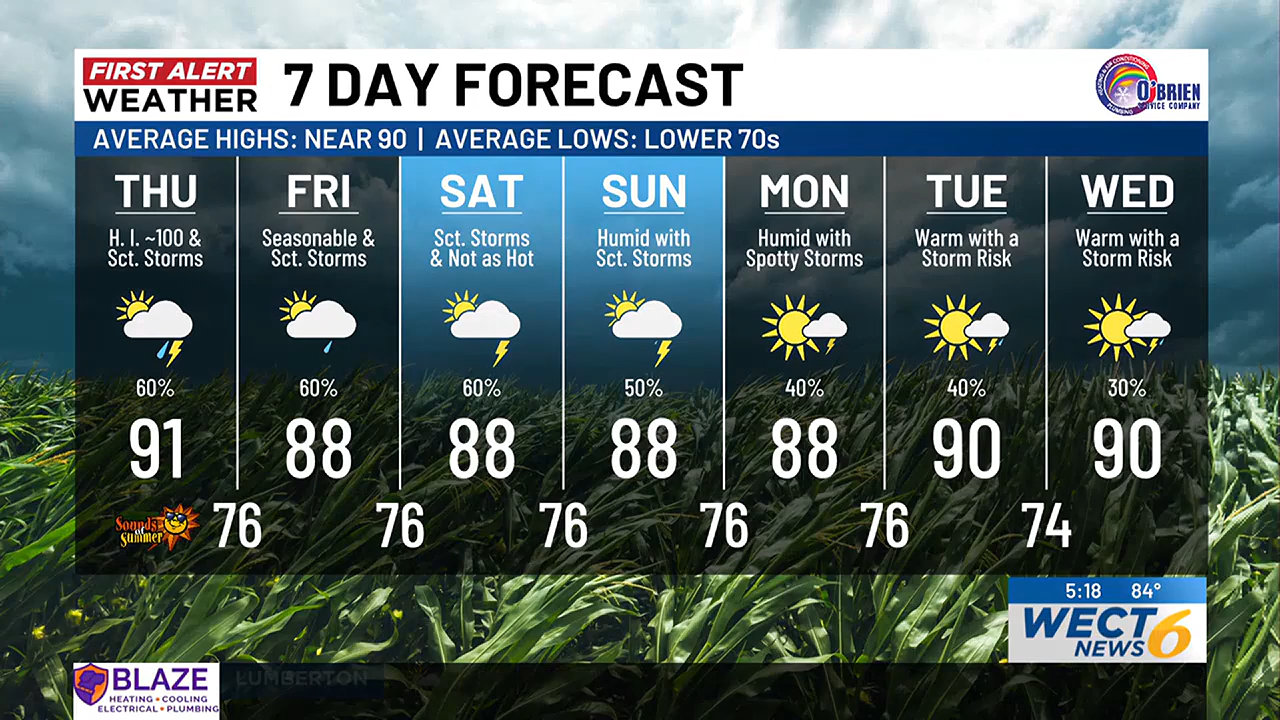 FIRST ALERT
WEATHER
7 DAY FORECAST
O'BRIEN
SERVICE COMPANY
AVERAGE HIGHS: NEAR 90 | AVERAGE LOWS: LOWER 70s
THU
H. I. ~100 &
Sct. Storms
60%
91
FRI
Seasonable &
Sct. Storms
60%
88
SAT
Sct. Storms
& Not as Hot
60%
88
SUN
Humid with
Sct. Storms
50%
88
MON
Humid with
Spotty Storms
40%
88
TUE
Warm with a
Storm Risk
40%
90
WED
Warm with a
Storm Risk
30%
90
Sounds
of
Summer
76 76 76 76 76 74
5:18 84°
WECT 6
NEWS
BLAZE
HEATING • COOLING
ELECTRICAL • PLUMBING
LUMBERTON